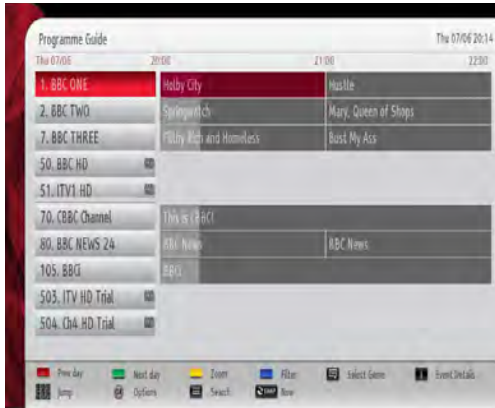 Programme Guide Thu 07/06 20:14
Thu 07/06 20:00 21:00 22:00
1. BBC ONE Holby City Hustle
2. BBC TWO Springwatch Mary, Queen of Shops
7. BBC THREE Filthy Rich and Homeless Bust My Ass
50. BBC HD
51. ITV1 HD
70. CBBC Channel This is CBBC!
80. BBC NEWS 24 BBC News BBC News
105. BBCi BBCi
503. ITV HD Trial
504. Ch4 HD Trial
Prev day Next day Zoom Filter Select Genre Event Details
Jump Options Search Now